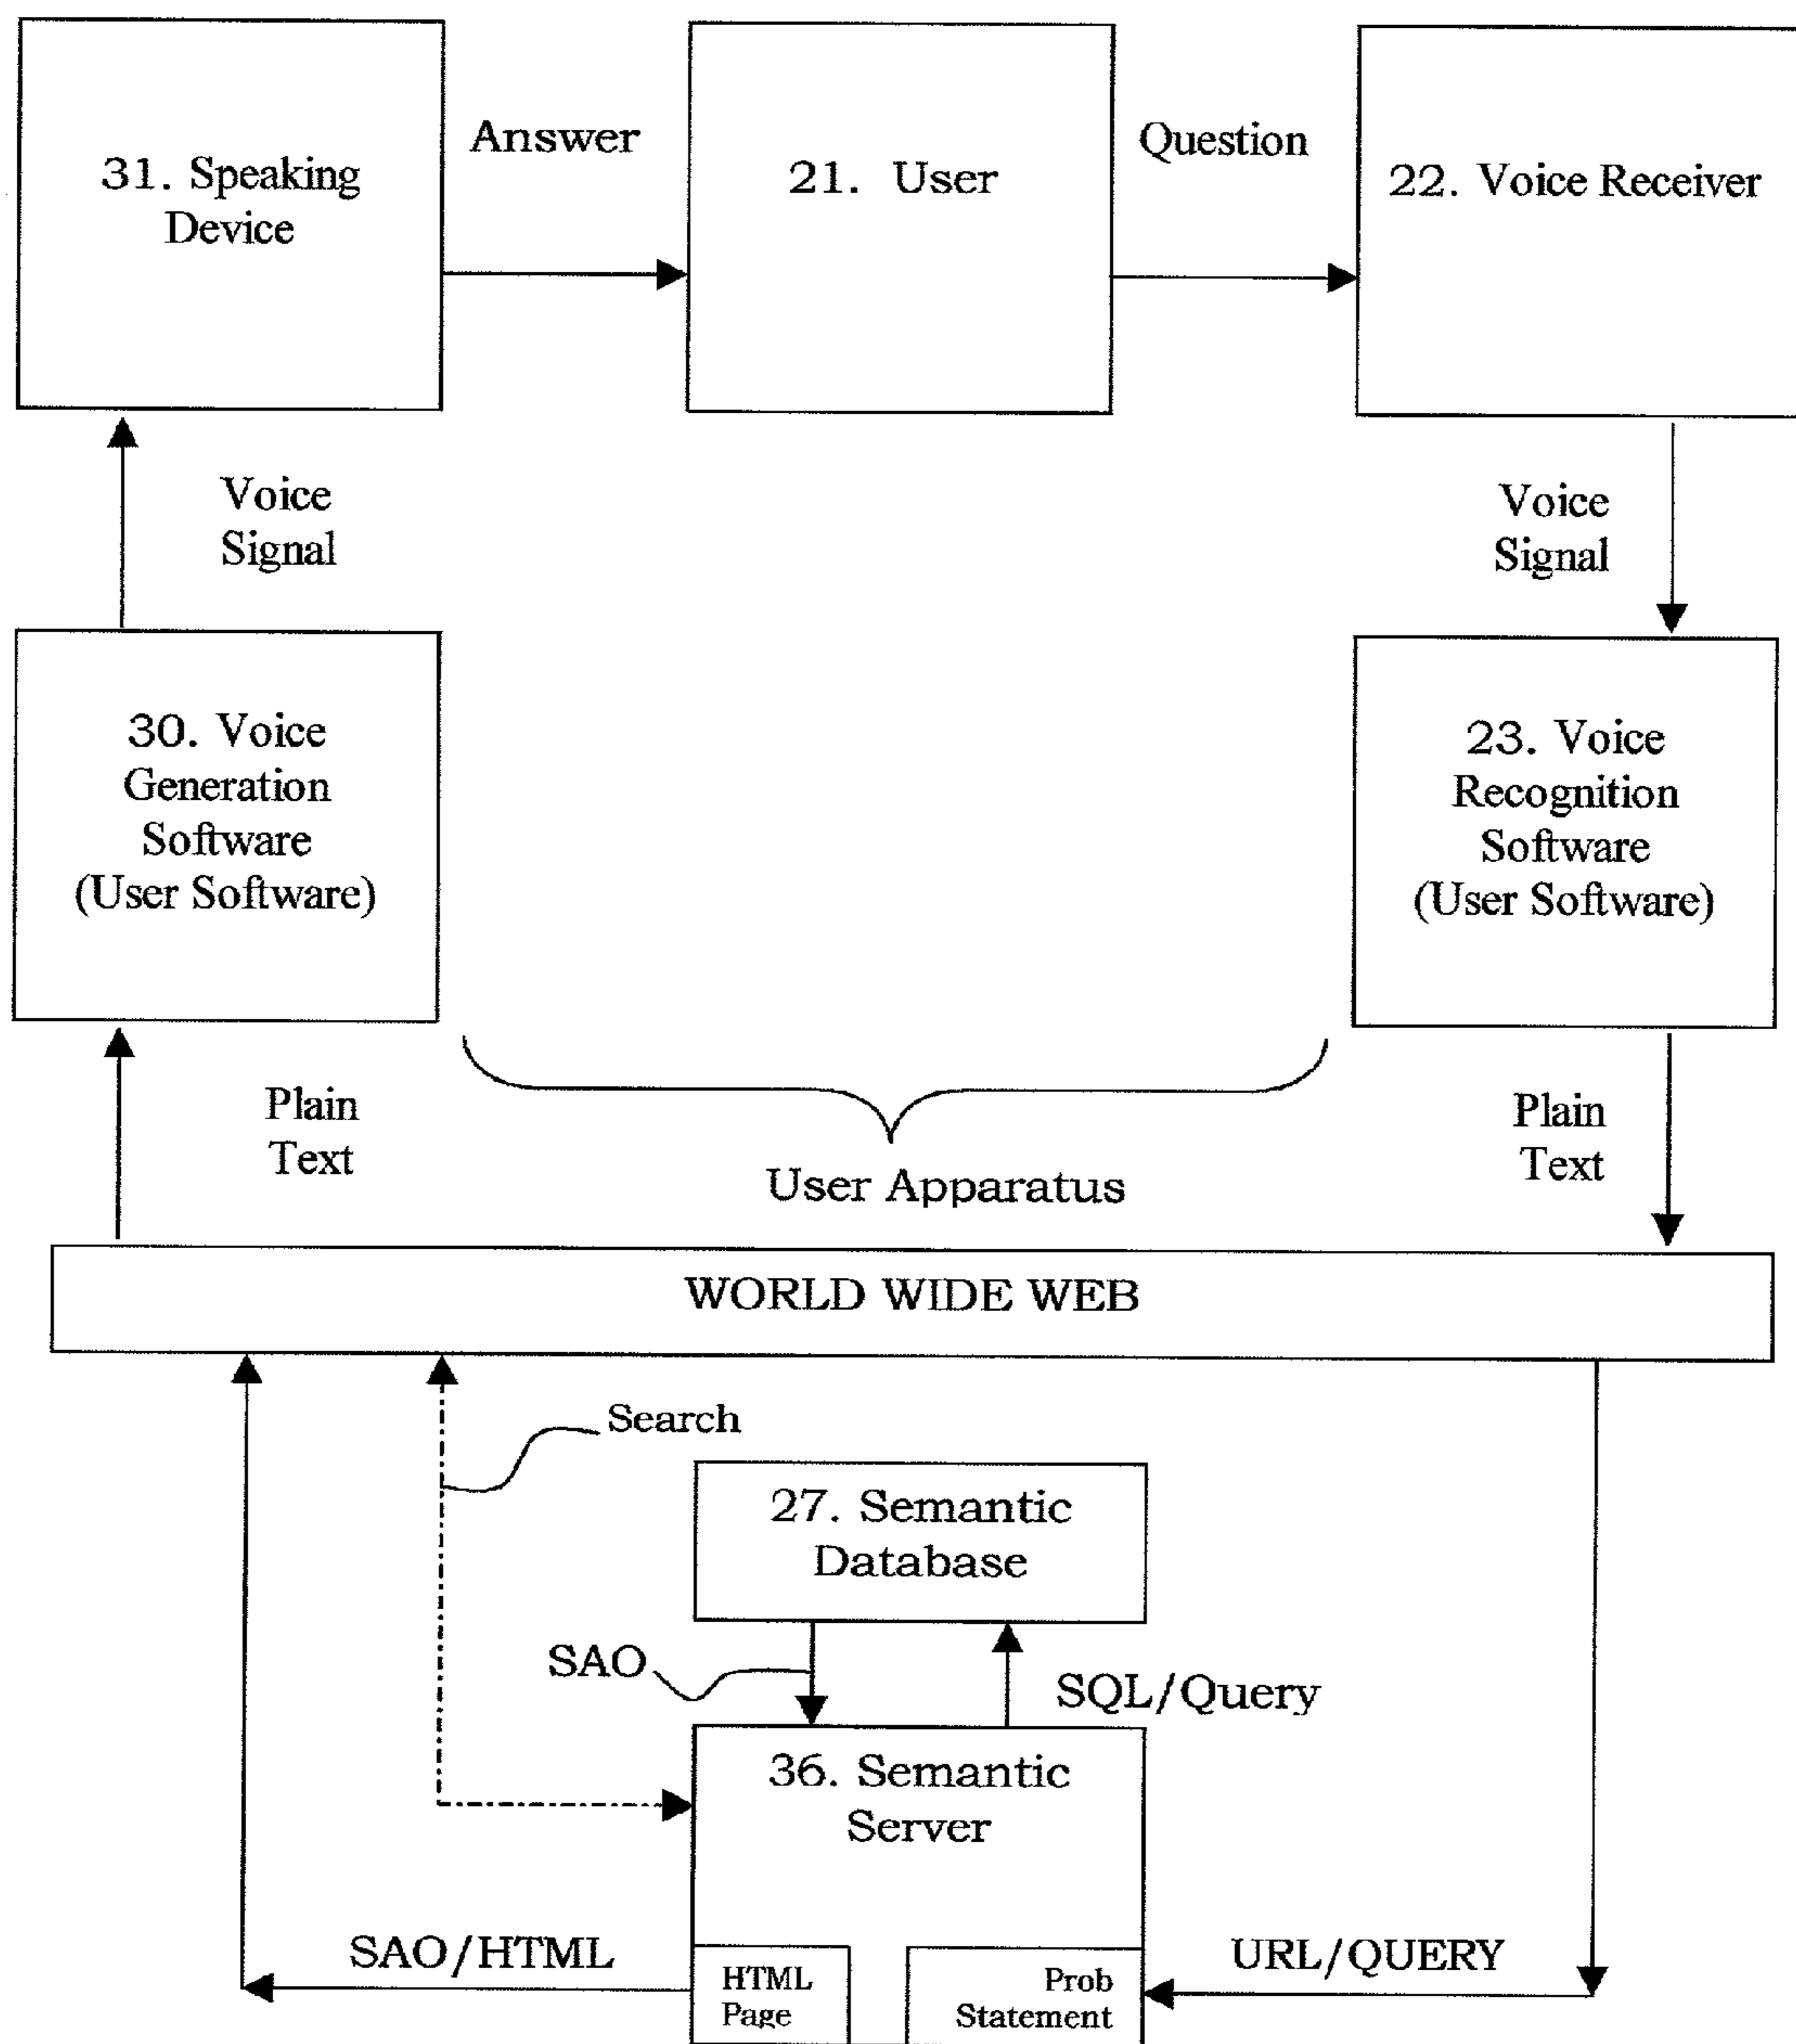 31. Speaking
Device
Answer
21. User
Question
22. Voice Receiver
Voice
Signal
Voice
Signal
30. Voice
Generation
Software
(User Software)
23. Voice
Recognition
Software
(User Software)
Plain
Text
User Apparatus
Plain
Text
WORLD WIDE WEB
Search
27. Semantic
Database
SAO
SQL/Query
36. Semantic
Server
SAO/HTML
HTML
Page
Prob
Statement
URL/QUERY